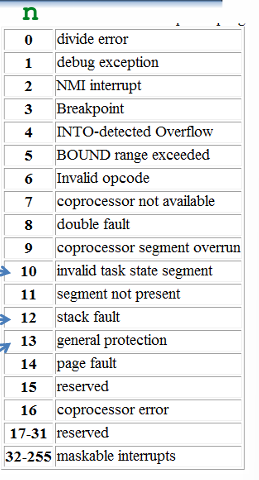 n
0 divide error
1 debug exception
2 NMI interrupt
3 Breakpoint
4 INTO-detected Overflow
5 BOUND range exceeded
6 Invalid opcode
7 coprocessor not available
8 double fault
9 coprocessor segment overrun
10 invalid task state segment
11 segment not present
12 stack fault
13 general protection
14 page fault
15 reserved
16 coprocessor error
17-31 reserved
32-255 maskable interrupts